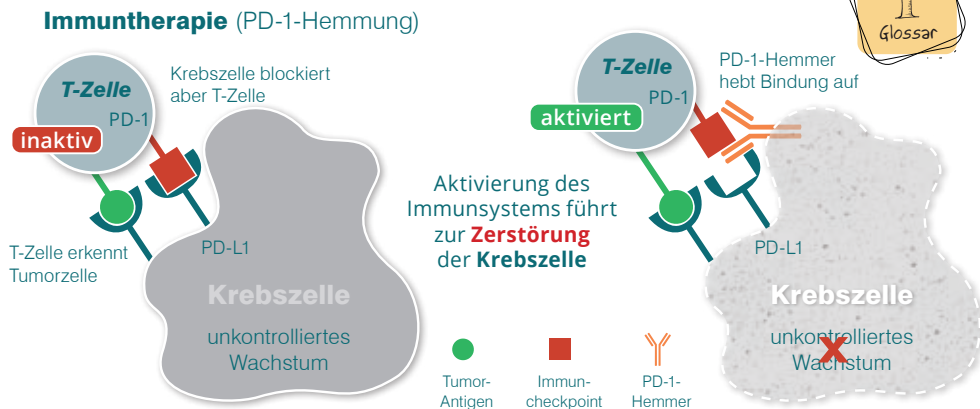 Immuntherapie (PD-1-Hemmung)
Glossar
T-Zelle
PD-1
inaktiv
Krebszelle blockiert
aber T-Zelle
T-Zelle erkennt
Tumorzelle
PD-L1
Krebszelle
unkontrolliertes
Wachstum
Aktivierung des
Immunsystems führt
zur Zerstörung
der Krebszelle
T-Zelle
PD-1
aktiviert
PD-1-Hemmer
hebt Bindung auf
PD-L1
Krebszelle
unkontrolliertes
Wachstum
Tumor-
Antigen
Immun-
checkpoint
PD-1-
Hemmer